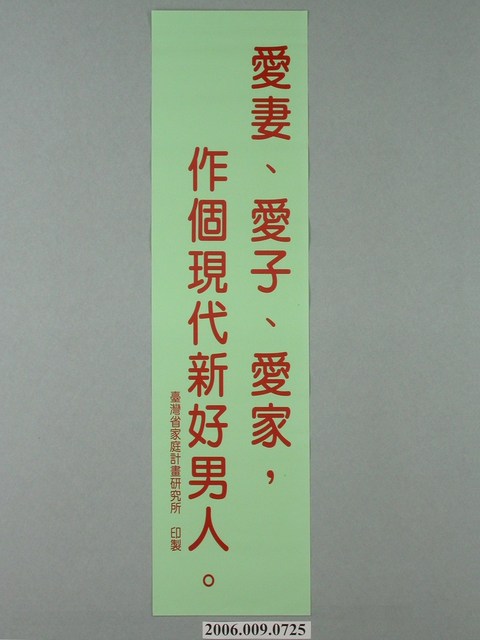 愛妻、愛子、愛家，
作個現代新好男人。
臺灣省家庭計畫研究所　印製
2006.009.0725